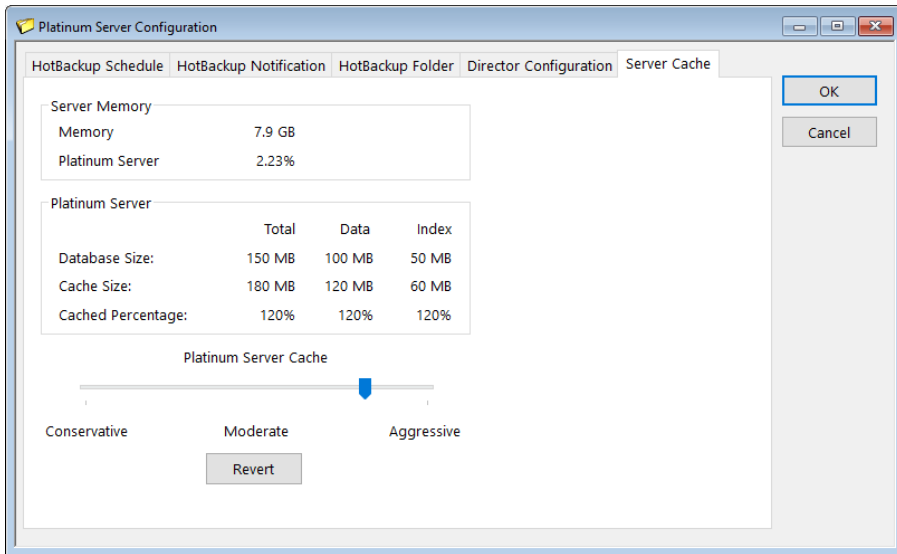 Platinum Server Configuration
HotBackup Schedule HotBackup Notification HotBackup Folder Director Configuration Server Cache
OK
Cancel
Server Memory
Memory 7.9 GB
Platinum Server 2.23%
Platinum Server
Total Data Index
Database Size: 150 MB 100 MB 50 MB
Cache Size: 180 MB 120 MB 60 MB
Cached Percentage: 120% 120% 120%
Platinum Server Cache
Conservative Moderate Aggressive
Revert